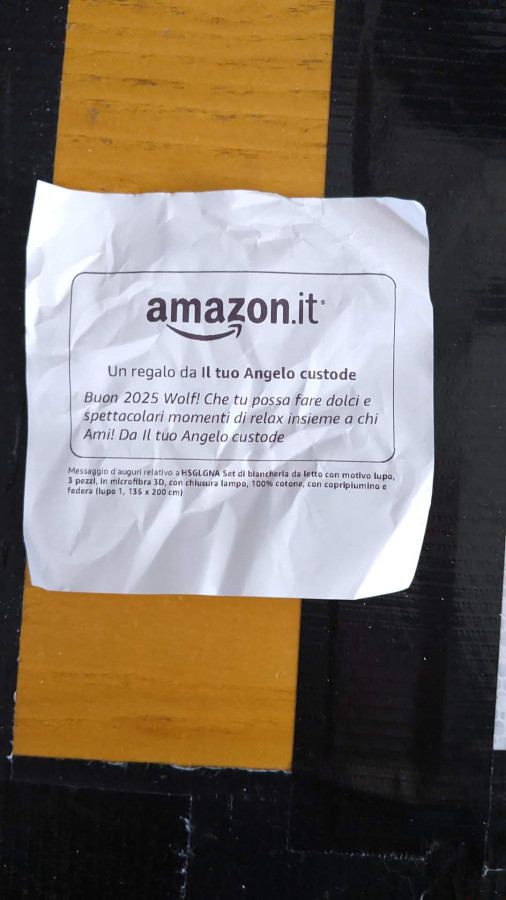 amazon.it
Un regalo da Il tuo Angelo custode
Buon 2025 Wolf! Che tu possa fare dolci e
spettacolari momenti di relax insieme a chi
Ami! Da Il tuo Angelo custode
Messaggio d'auguri relativo a HSGLGNA Set di biancheria da letto con motivo lupo,
3 pezzi, in microfibra 3D, con chiusura lampo, 100% cotone, con copripiumino e
federa (lupo 1, 135 x 200 cm)